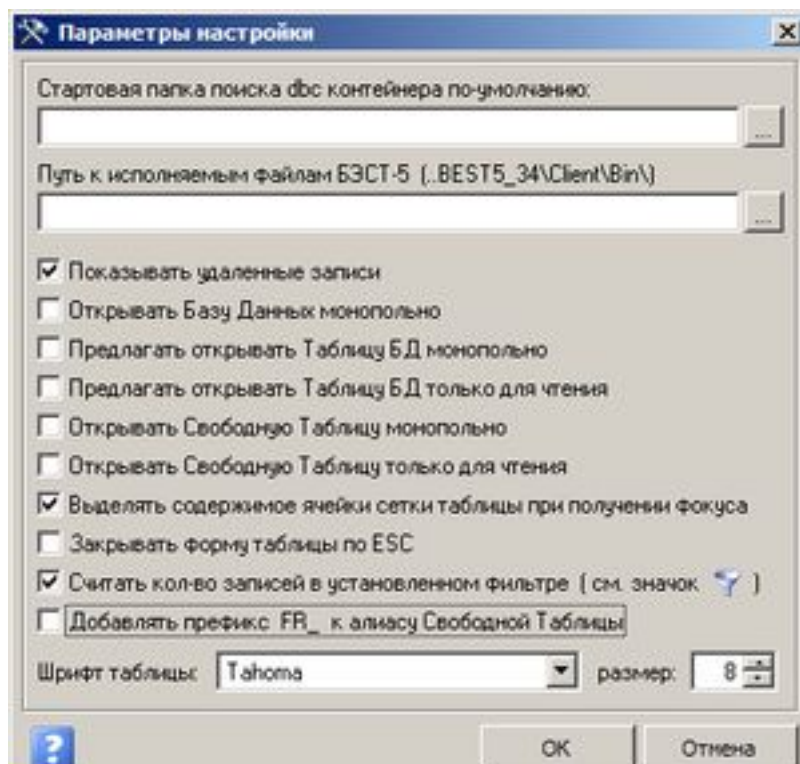 Параметры настройки
Стартовая папка поиска dbc контейнера по-умолчанию:
...
Путь к исполняемым файлам БЭСТ-5 (..BEST5_34\Client\Bin\)
...
Показывать удаленные записи
Открывать Базу Данных монопольно
Предлагать открывать Таблицу БД монопольно
Предлагать открывать Таблицу БД только для чтения
Открывать Свободную Таблицу монопольно
Открывать Свободную Таблицу только для чтения
Выделять содержимое ячейки сетки таблицы при получении фокуса
Закрывать форму таблицы по ESC
Считать кол-во записей в установленном фильтре ( см. значок )
Добавлять префикс FR_ к алиасу Свободной Таблицы
Шрифт таблицы: Tahoma размер: 8
? OK Отмена